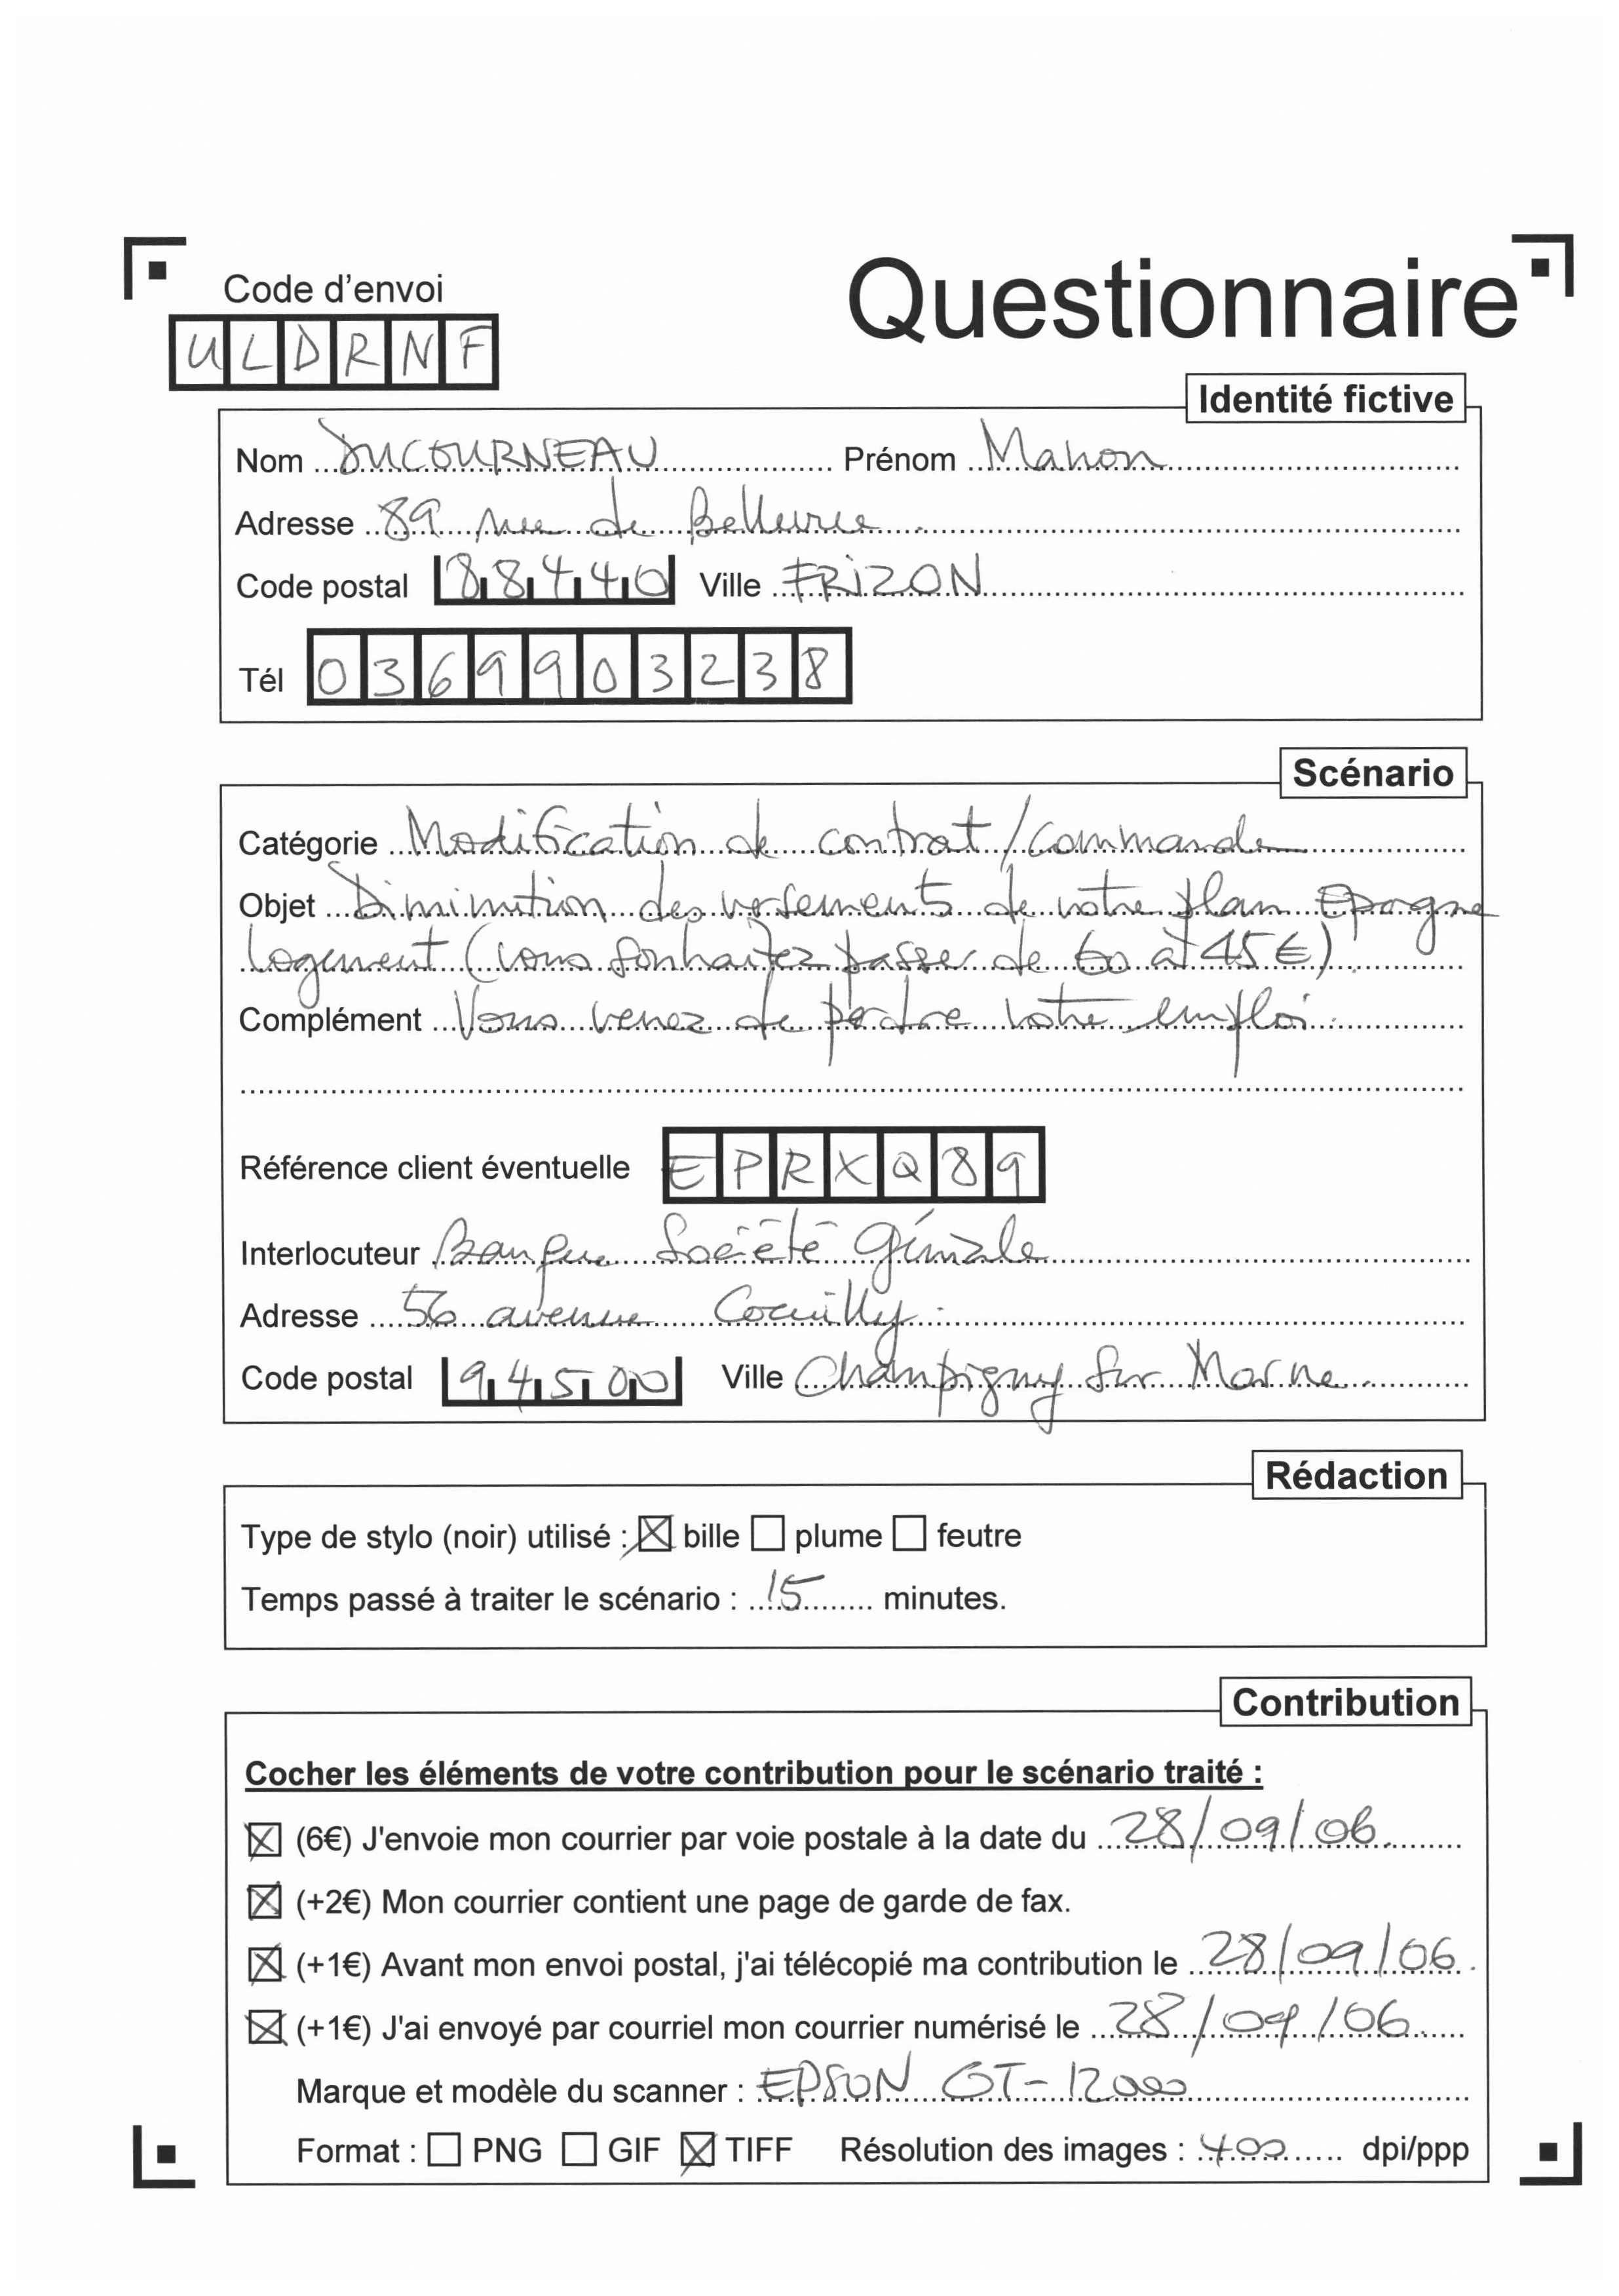 Code d'envoi
Questionnaire
ULDRNF
Identité fictive
Nom DUCOURNEAU Prénom Mahon
Adresse 89 rue de Bellevue
Code postal 88440 Ville FRIZON
Tél 0369903238
Scénario
Catégorie Modification de contrat / commande
Objet Diminution des versements de votre plan Epargne
logement (vous souhaitez passer de 60 à 45 €).
Complément Vous venez de perdre votre emploi.
Référence client éventuelle EPRXQ89
Interlocuteur Banque Société Générale
Adresse 56 avenue
Code postal 94500 Ville Champigny Sur Marne
Rédaction
Type de stylo (noir) utilisé : ☒ bille ☐ plume ☐ feutre
Temps passé à traiter le scénario : 15 minutes.
Contribution
Cocher les éléments de votre contribution pour le scénario traité :
☒ (6€) J'envoie mon courrier par voie postale à la date du 28/09/06.
☒ (+2€) Mon courrier contient une page de garde de fax.
☒ (+1€) Avant mon envoi postal, j'ai télécopié ma contribution le 28/09/06.
☒ (+1€) J'ai envoyé par courriel mon courrier numérisé le 28/09/06.
Marque et modèle du scanner : EPSON GT-12000
Format : ☐ PNG ☐ GIF ☒ TIFF Résolution des images : 400 dpi/ppp